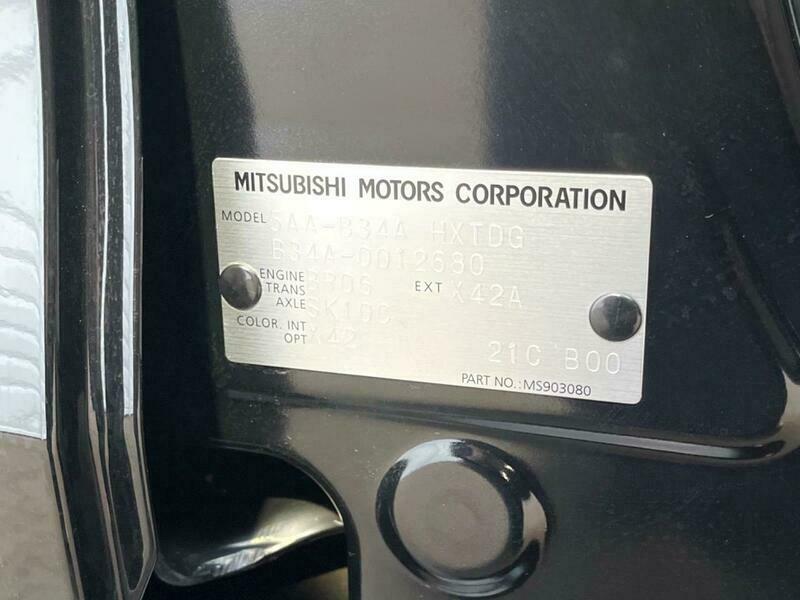 MITSUBISHI MOTORS CORPORATION
MODEL 5AA-B34A HXTDG
B34A-0012680
ENGINE BR06 EXT X42A
TRANS
AXLE
COLOR. INT X42
OPT 21C B00
PART NO.: MS903080